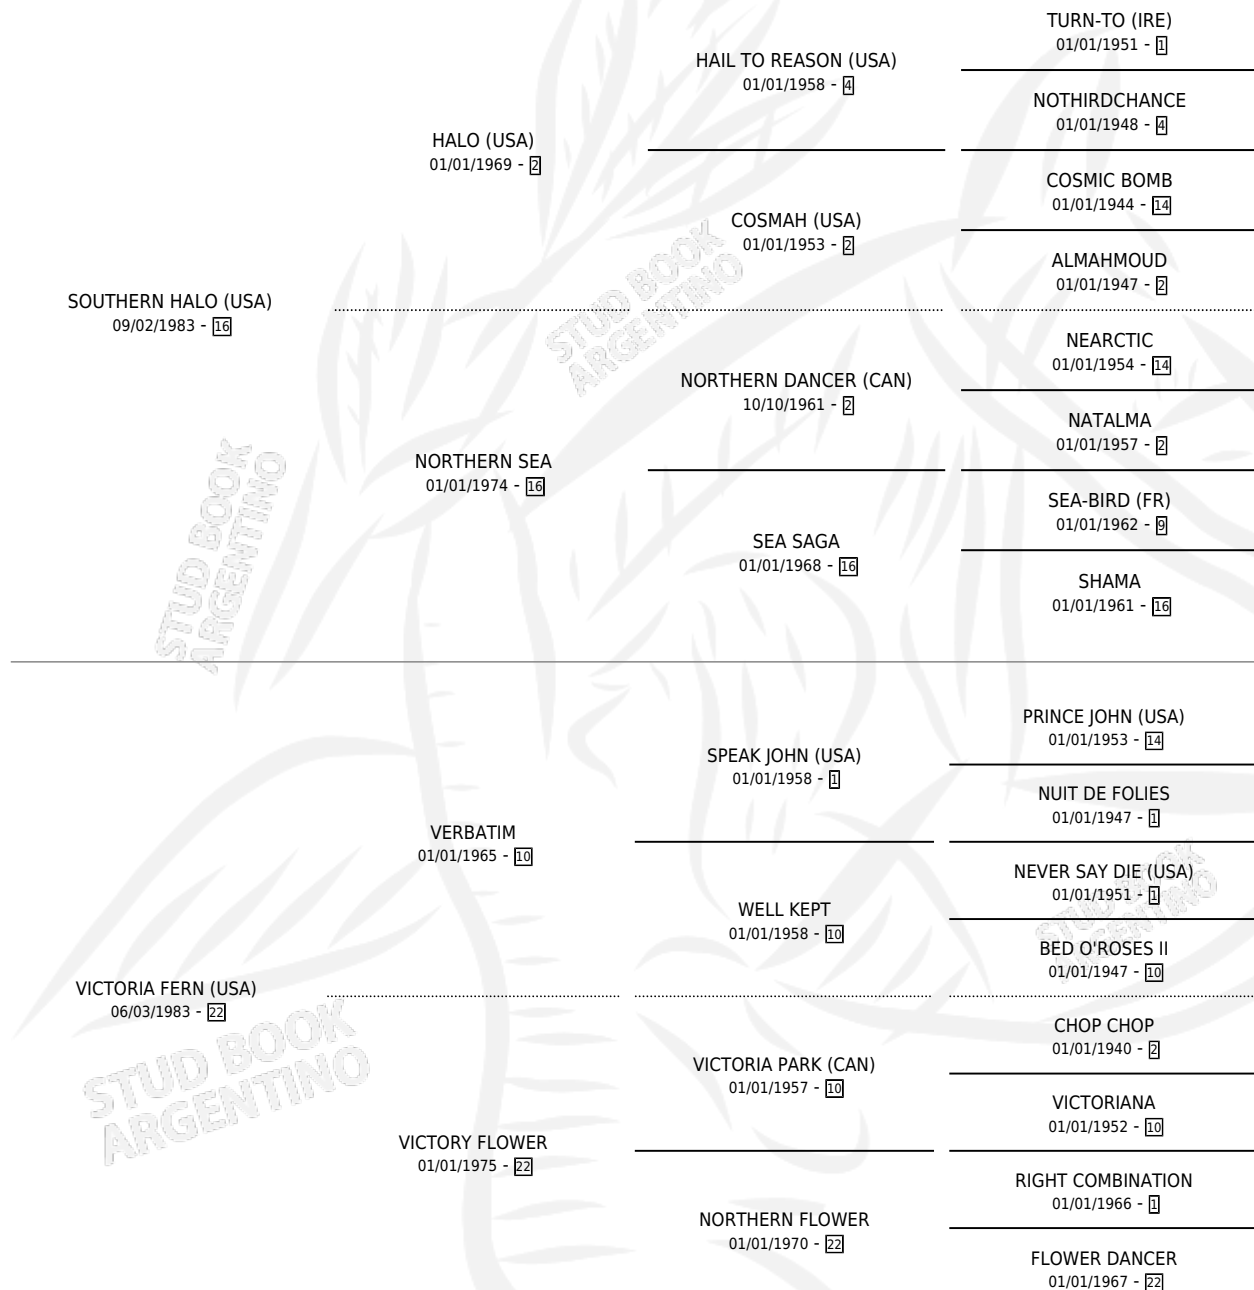 TURN-TO (IRE)
01/01/1951 - 1
HAIL TO REASON (USA)
01/01/1958 - 4
NOTHIRDCHANCE
01/01/1948 - 4
HALO (USA)
01/01/1969 - 2
COSMIC BOMB
01/01/1944 - 14
COSMAH (USA)
01/01/1953 - 2
ALMAHMOUD
01/01/1947 - 2
SOUTHERN HALO (USA)
09/02/1983 - 16
NEARCTIC
01/01/1954 - 14
NORTHERN DANCER (CAN)
10/10/1961 - 2
NATALMA
01/01/1957 - 2
NORTHERN SEA
01/01/1974 - 16
SEA-BIRD (FR)
01/01/1962 - 9
SEA SAGA
01/01/1968 - 16
SHAMA
01/01/1961 - 16
PRINCE JOHN (USA)
01/01/1953 - 14
SPEAK JOHN (USA)
01/01/1958 - 1
NUIT DE FOLIES
01/01/1947 - 1
VERBATIM
01/01/1965 - 10
NEVER SAY DIE (USA)
01/01/1951 - 1
WELL KEPT
01/01/1958 - 10
BED O'ROSES II
01/01/1947 - 10
VICTORIA FERN (USA)
06/03/1983 - 22
CHOP CHOP
01/01/1940 - 2
VICTORIA PARK (CAN)
01/01/1957 - 10
VICTORIANA
01/01/1952 - 10
VICTORY FLOWER
01/01/1975 - 22
RIGHT COMBINATION
01/01/1966 - 1
NORTHERN FLOWER
01/01/1970 - 22
FLOWER DANCER
01/01/1967 - 22
STUD BOOK
ARGENTINO
STUD BOOK
ARGENTINO
STUD BOOK
ARGENTINO
STUD BOOK
ARGENTINO